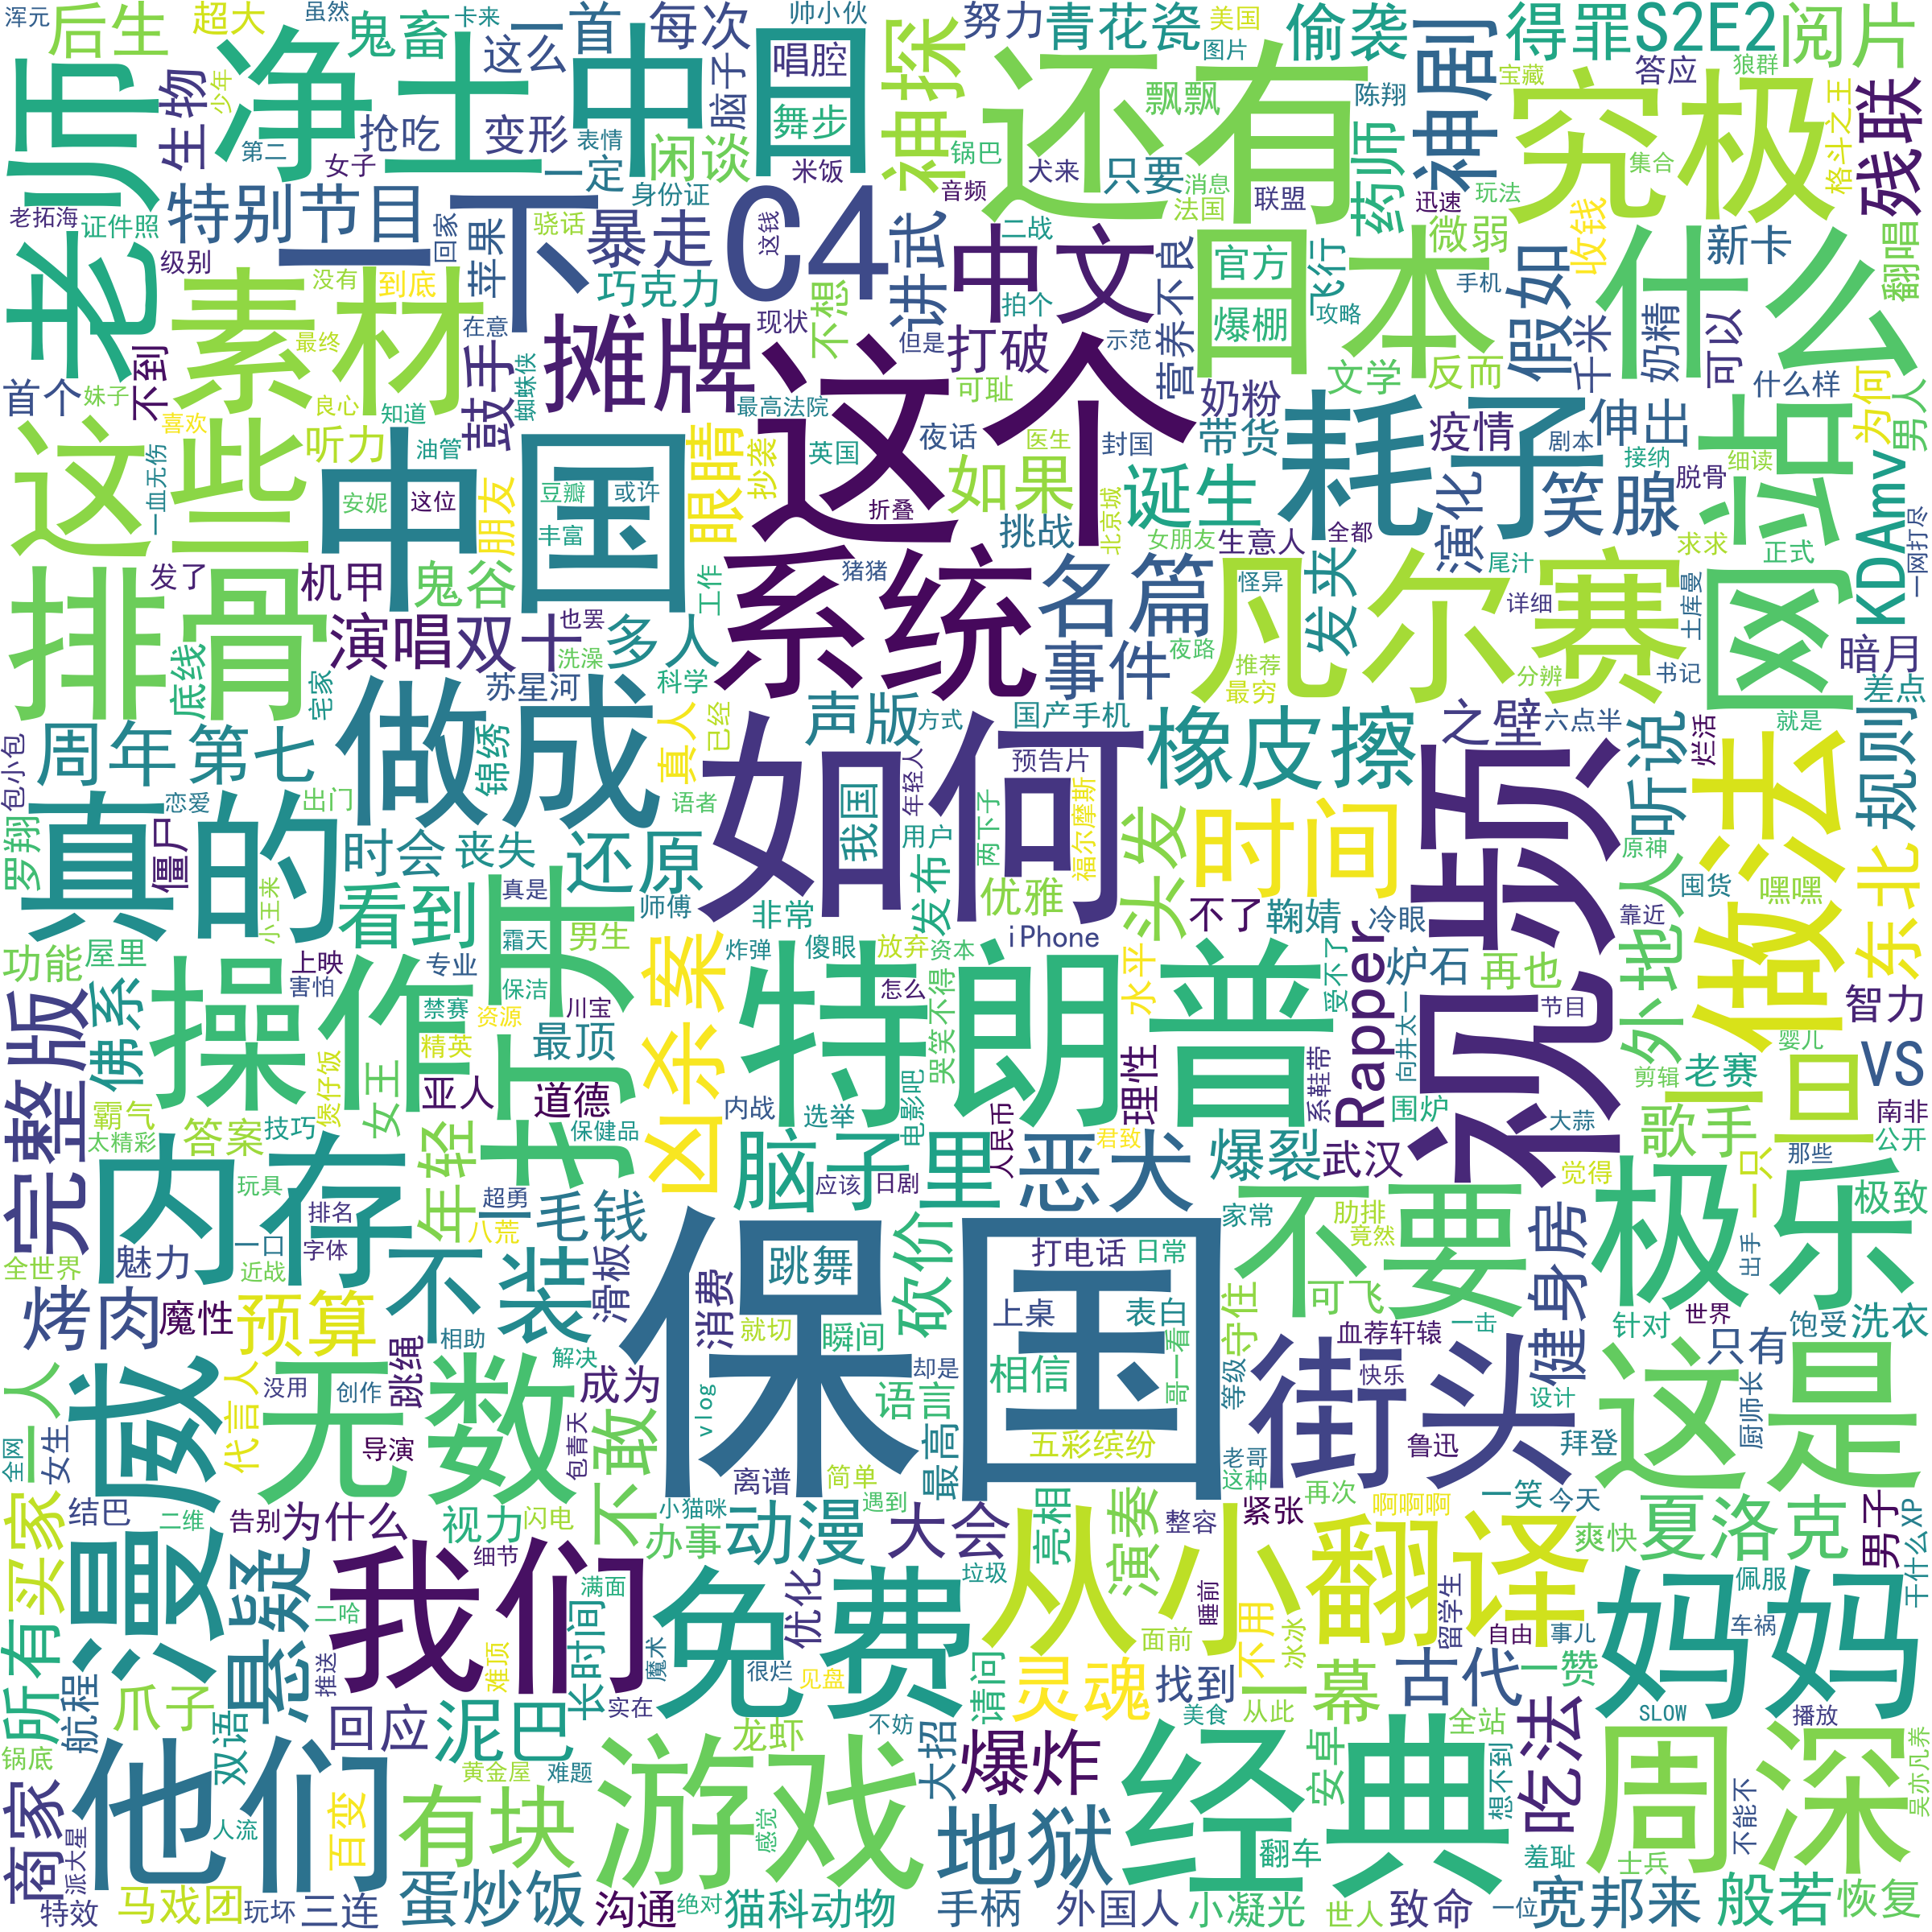 浑元
虽然
后生
超大
鬼畜
卡来
帅小伙
一首
每次
努力
青花瓷
美国
偷袭
得罪
S2E2
阅片
老师
净土
中日
这么
唱腔
脑子
神探
还有
图片
宝藏
答应
狼群
神剧
究极
残联
生物
少年
抢吃
变形
表情
舞步
闲谈
飘飘
陈翔
格斗之王
第二
女子
一定
米饭
锅巴
只要
消息
药师
集合
老拓海
证件照
特别节目
一下
身份证
音频
犬来
法国
联盟
迅速
玩法
微弱
收钱
新卡
翻唱
级别
回家
骁话
暴走
C4
这钱
二战
中文
不良
官方
飞行
手机
假如
什么
素材
没有
到底
苹果
巧克力
不想
讲武
日本
爆棚
攻略
千米
奶精
可以
首个
不到
最终
在意
摊牌
现状
但是
拍个
打破
示范
营养
文学
反而
什么样
为何
男人
妹子
良心
喜欢
知道
鼓手
蜘蛛侠
最高法院
可耻
这个
奶粉
带货
疫情
伸出
这些
听力
油管
眼睛
抄袭
英国
夜话
医生
封国
如果
诞生
耗子
剧本
接纳
细读
网站
一血无伤
中国
安妮
这位
朋友
豆瓣
或许
丰富
折叠
挑战
北京城
女朋友
生意人
全都
演化
笑腺
脱骨
求求
正式
KDAmv
一网打尽
排骨
发了
机甲
鬼谷
工作
猪猪
系统
名篇
怪异
发夹
尾汁
详细
土库曼
暗月
底线
演唱
双十
也罢
多人
洗澡
事件
夜路
推荐
凡尔赛
分辨
书记
差点
宅家
苏星河
科学
最穷
周年
第七
做成
锦绣
真人
已经
声版
方式
国产手机
橡皮擦
之壁
六点半
就是
烂活
规则
包小包
恋爱
出门
语者
如何
年轻人
预告片
视频
听说
罗翔
真的
僵尸
时会
丧失
还原
我国
用户
两下子
福尔摩斯
头发
时间
原神
囤货
嘿嘿
做法
小王来
看到
真是
师傅
非常
发布
优雅
不了
鞠婧
冷眼
外地人
靠近
东北
功能
屋里
上映
专业
霜天
男生
炸弹
傻眼
放弃
资本
iPhone
水平
受不了
炉石
再也
完整版
佛系
害怕
操作
禁赛
资源
保洁
川宝
打开
凶杀案
特朗普
怎么
哭笑不得
Rapper
向井太一
节目
智力
婴儿
煲仔饭
女王
精英
最顶
理性
系鞋带
老赛
剪辑
一旦
VS
霸气
太精彩
答案
技巧
亚人
道德
内战
选举
电影吧
人民币
君致
围炉
歌手
大蒜
南非
公开
内存
年轻
保健品
脑子里
应该
日剧
恶犬
爆裂
武汉
觉得
那些
玩具
排名
超勇
毛钱
一只
极致
魅力
一口
字体
八荒
不装
滑板
砍价
家常
不要
肋排
竟然
健身房
极乐
全世界
近战
烤肉
魔性
预算
跳绳
相助
消费
跳舞
保国
打电话
日常
守住
可飞
出手
针对
世界
饱受
洗衣
震漫
无数
没用
创作
解决
成为
就切
瞬间
上桌
表白
哥一看
血荐轩辕
一击
街头
只有
这是
一人
代言人
导演
vlog
却是
语言
相信
等级
快乐
设计
厨师长
女生
全网
包青天
不敢
离谱
简单
最高
五彩缤纷
老哥
这种
鲁迅
拜登
所有
买家
结巴
二维
告别
为什么
视力
闪电
办事
小猫咪
遇到
动漫
大会
亮相
演奏
整容
紧张
再次
啊啊啊
一笑
今天
爽快
夏洛克
男子
干什么XP
悬疑
我们
细节
满面
垃圾
免费
从小
睡前
翻译
佩服
车祸
妈妈
航程
爪子
推送
回应
二哈
难顶
泥巴
长时间
魔术
优化
很烂
见盘
请问
面前
灵魂
不用
冰冰
留学生
自由
事儿
找到
一幕
古代
一赞
锅底
双语
商家
他们
黄金屋
难题
实在
龙虾
不妨
大招
美食
从此
全站
安卓
SLOW
吃法
播放
爆炸
想不到
周深
吴亦凡养
派大星
人流
百变
有块
游戏
感觉
地狱
经典
翻车
羞耻
士兵
不能不
特效
马戏团
玩坏
三连
蛋炒饭
沟通
绝对
猫科动物
手柄
外国人
小凝光
世人
致命
一位
宽邦来
般若
恢复